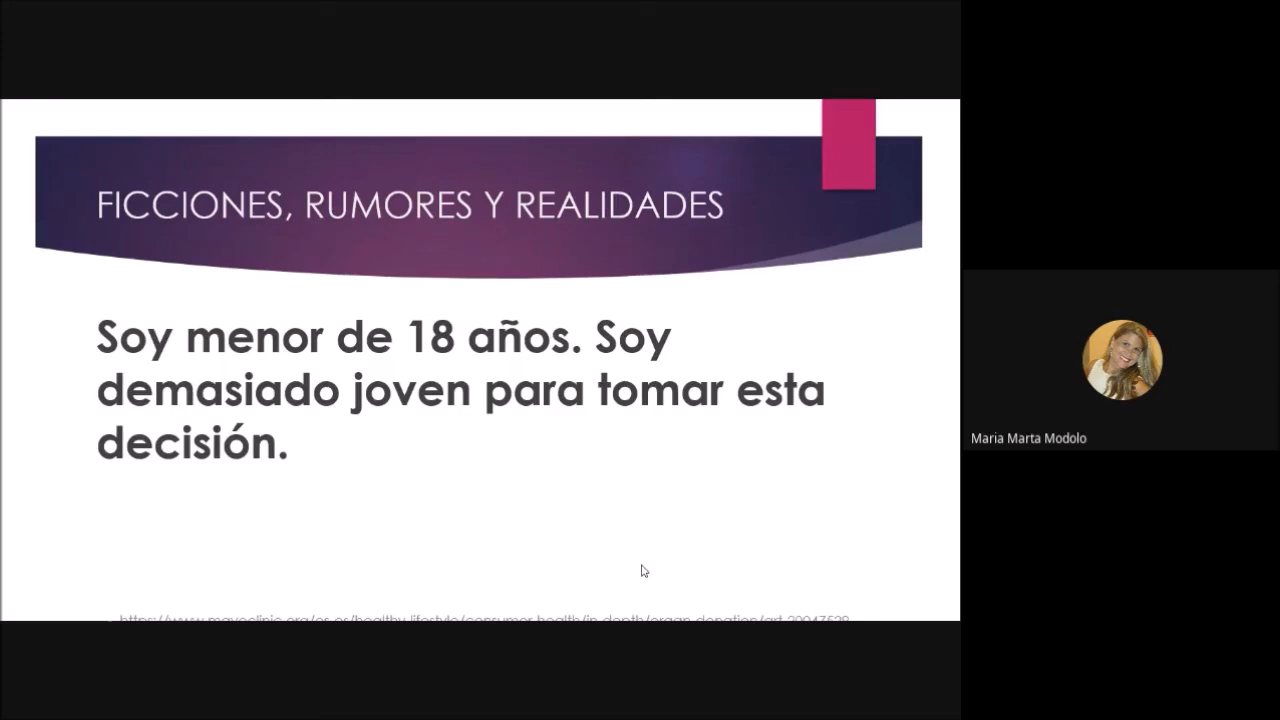 FICCIONES, RUMORES Y REALIDADES
Soy menor de 18 años. Soy
demasiado joven para tomar esta
decisión.
https://www.mayoclinic.org/es-es/healthy-lifestyle/consumer-health/in-depth/organ-donation/art-20047529
Maria Marta Modolo